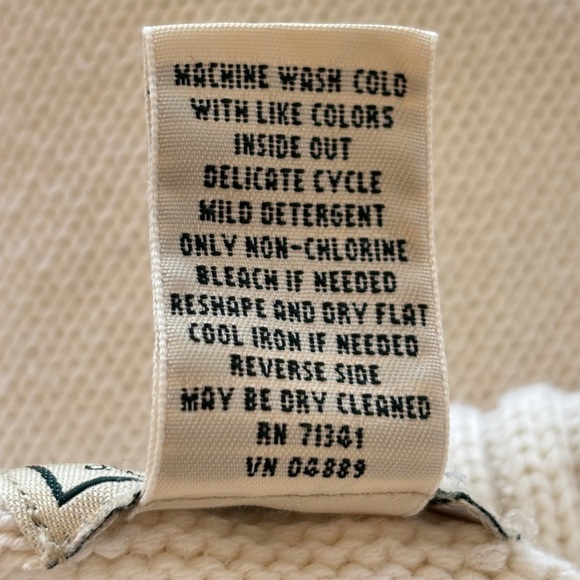 MACHINE WASH COLD
WITH LIKE COLORS
INSIDE OUT
DELICATE CYCLE
MILD DETERGENT
ONLY NON-CHLORINE
BLEACH IF NEEDED
RESHAPE AND DRY FLAT
COOL IRON IF NEEDED
REVERSE SIDE
MAY BE DRY CLEANED
RN 71341
VN 04889